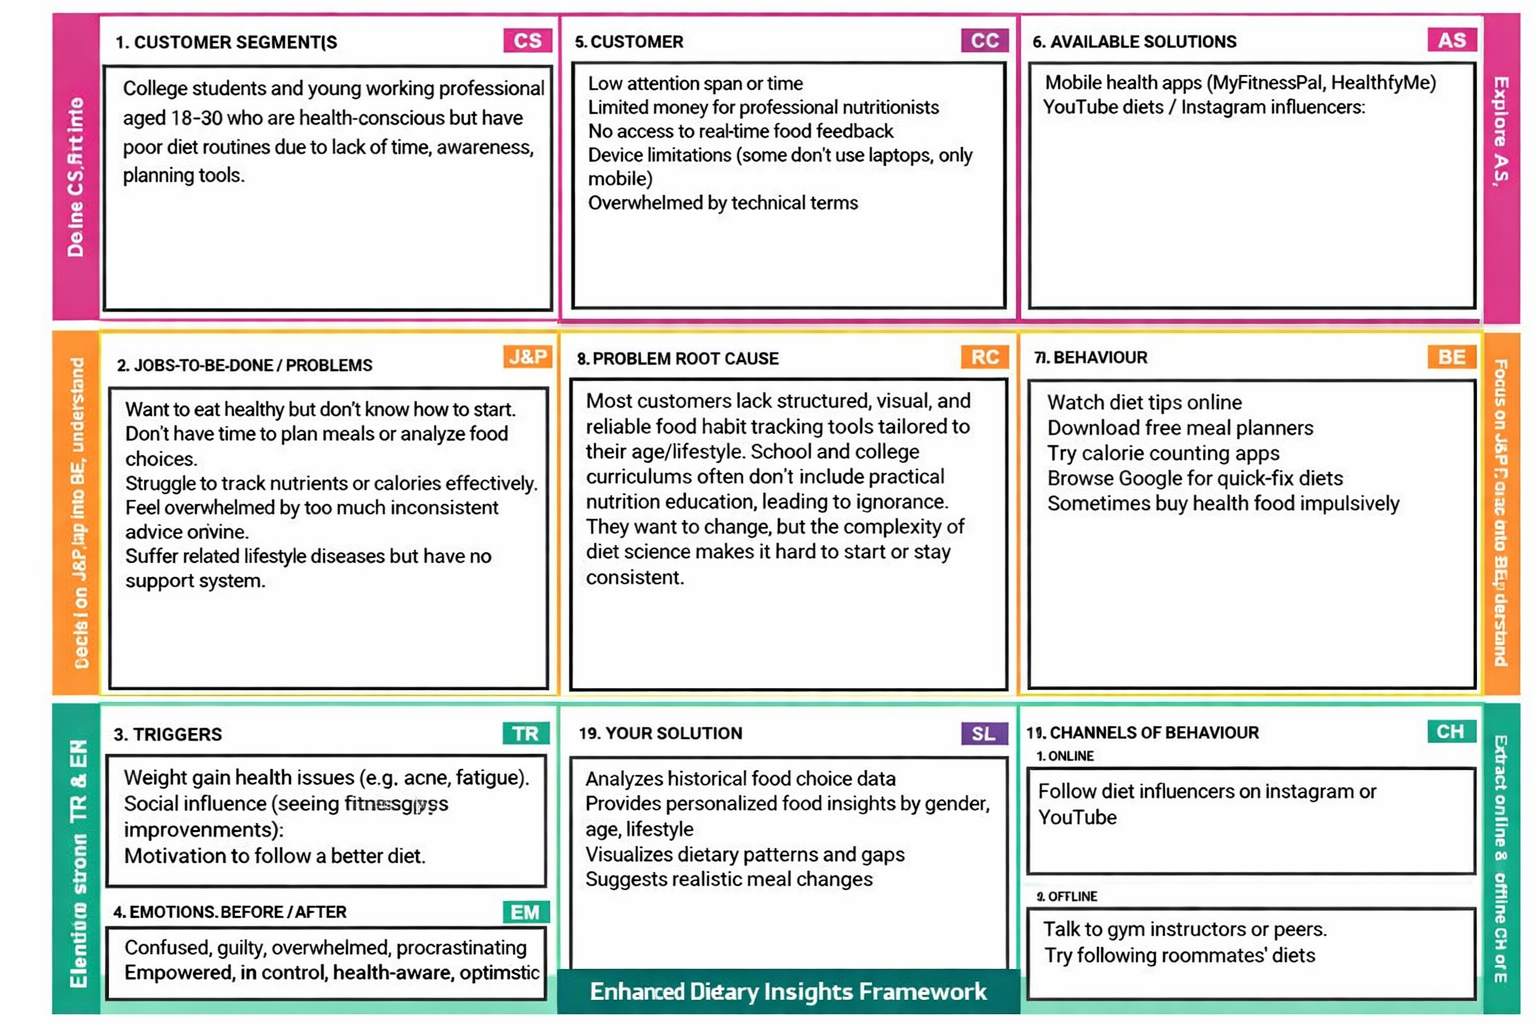 1. CUSTOMER SEGMENT(S
CS
College students and young working professional
aged 18-30 who are health-conscious but have
poor diet routines due to lack of time, awareness,
planning tools.
5. CUSTOMER
CC
Low attention span or time
Limited money for professional nutritionists
No access to real-time food feedback
Device limitations (some don't use laptops, only
mobile)
Overwhelmed by technical terms
6. AVAILABLE SOLUTIONS
AS
Mobile health apps (MyFitnessPal, HealthfyMe)
YouTube diets / Instagram influencers:
Explore AS,
2. JOBS-TO-BE-DONE / PROBLEMS
J&P
Want to eat healthy but don't know how to start.
Don't have time to plan meals or analyze food
choices.
Struggle to track nutrients or calories effectively.
Feel overwhelmed by too much inconsistent
advice
Suffer related lifestyle diseases but have no
support system.
PROBLEM ROOT CAUSE
RC
Most customers lack structured, visual, and
reliable food habit tracking tools tailored to
their age/lifestyle. School and college
curriculums often don't include practical
nutrition education, leading to ignorance.
They want to change, but the complexity of
diet science makes it hard to start or stay
consistent.
BEHAVIOUR
BE
Watch diet tips online
Download free meal planners
Try calorie counting apps
Browse Google for quick-fix diets
Sometimes buy health food impulsively
into BE, understand
Focus on J&P
3. TRIGGERS
TR
Weight gain health issues (e.g. acne, fatigue).
Social influence (seeing
improvenments):
Motivation to follow a better diet.
4. EMOTIONS. BEFORE / AFTER
EM
Confused, guilty, overwhelmed, procrastinating
Empowered, in control, health-aware, optimstic
TR & EN
19. YOUR SOLUTION
SL
Analyzes historical food choice data
Provides personalized food insights by gender,
age, lifestyle
Visualizes dietary patterns and gaps
Suggests realistic meal changes
Enhanced Dietary Insights Framework
CHANNELS OF BEHAVIOUR
CH
1. ONLINE
Follow diet influencers on instagram or
YouTube
OFFLINE
Talk to gym instructors or peers.
Try following roommates' diets
Extract online & offline CH of E